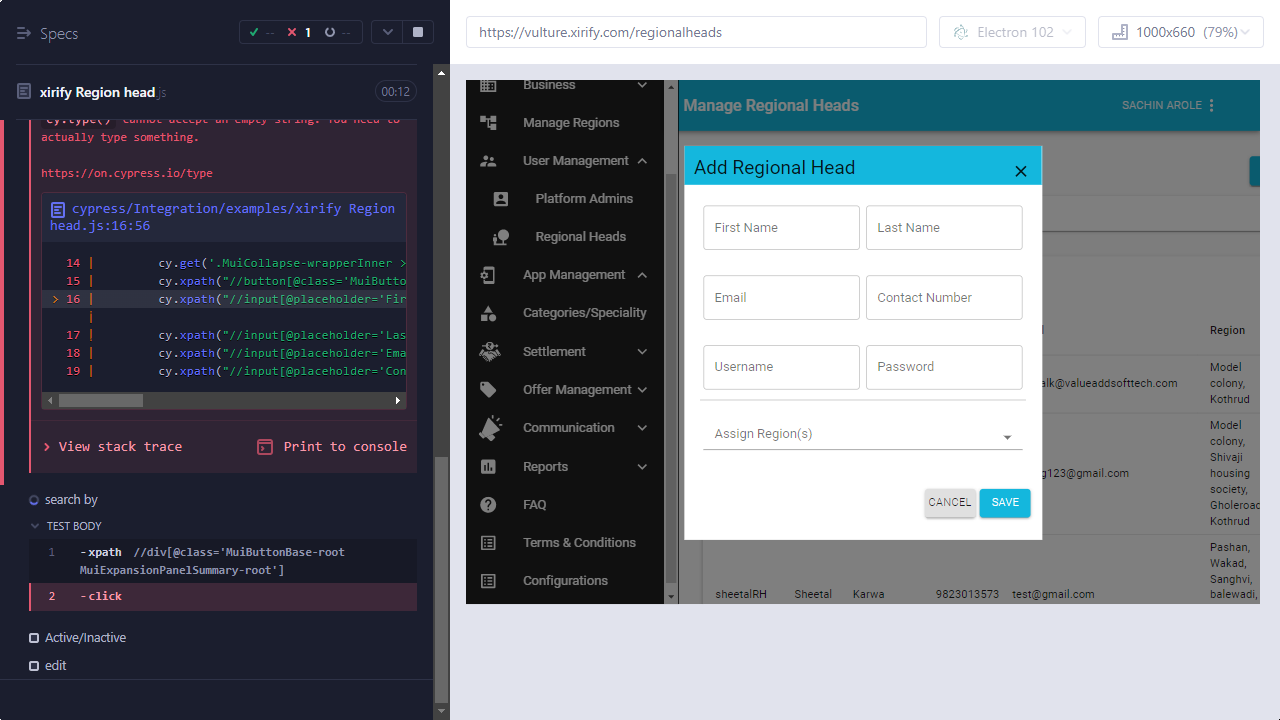 Specs
-- 1 --
xirify Region head.js
00:12
cy.type() cannot accept an empty string. You need to
actually type something.
https://on.cypress.io/type
cypress/Integration/examples/xirify Region
head.js:16:56
14 | cy.get('.MuiCollapse-wrapperInner >
15 | cy.xpath("//button[@class='MuiButto
> 16 | cy.xpath("//input[@placeholder='Fir
|
17 | cy.xpath("//input[@placeholder='Las
18 | cy.xpath("//input[@placeholder='Ema
19 | cy.xpath("//input[@placeholder='Con
View stack trace
Print to console
search by
TEST BODY
1 -xpath //div[@class='MuiButtonBase-root
MuiExpansionPanelSummary-root']
2 -click
Active/Inactive
edit
https://vulture.xirify.com/regionalheads
Electron 102
1000x660 (79%)
Business
Manage Regions
User Management
Platform Admins
Regional Heads
App Management
Categories/Speciality
Settlement
Offer Management
Communication
Reports
FAQ
Terms & Conditions
Configurations
Manage Regional Heads
SACHIN AROLE
Add Regional Head
First Name
Last Name
Email
Contact Number
Username
Password
Assign Region(s)
CANCEL
SAVE
Region
alk@valueaddsofttech.com
Model
colony,
Kothrud
g123@gmail.com
Model
colony,
Shivaji
housing
society,
Gholeroad
Kothrud
sheetalRH Sheetal Karwa 9823013573 test@gmail.com
Pashan,
Wakad,
Sanghvi,
balewadi,